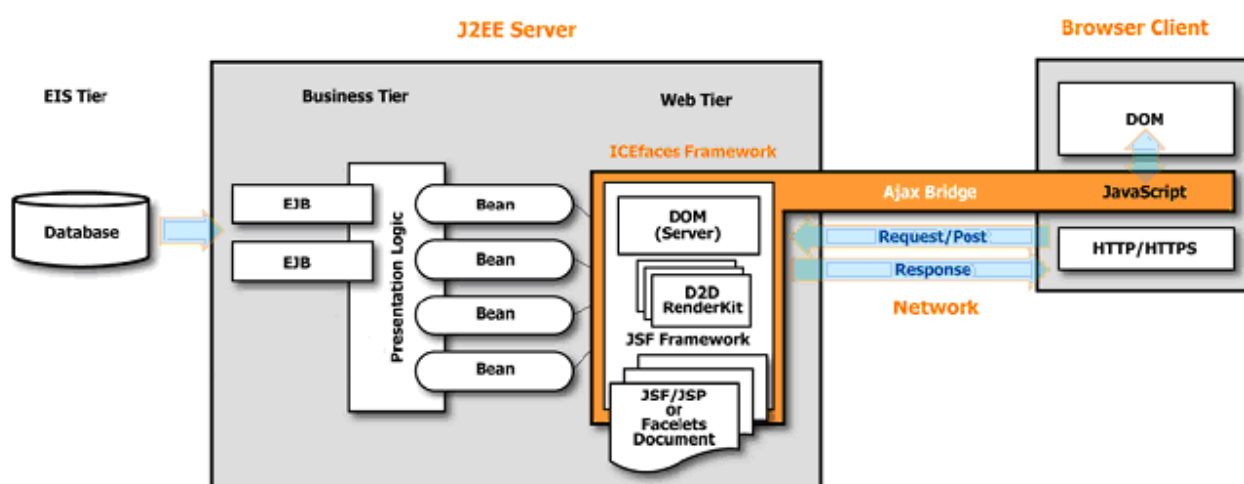 J2EE Server
Browser Client
EIS Tier
Business Tier
Web Tier
ICEfaces Framework
Database
EJB
EJB
Presentation Logic
Bean
Bean
Bean
Bean
DOM
(Server)
D2D
RenderKit
JSF Framework
JSF/JSP
or
Facelets
Document
Ajax Bridge
Request/Post
Response
Network
DOM
JavaScript
HTTP/HTTPS